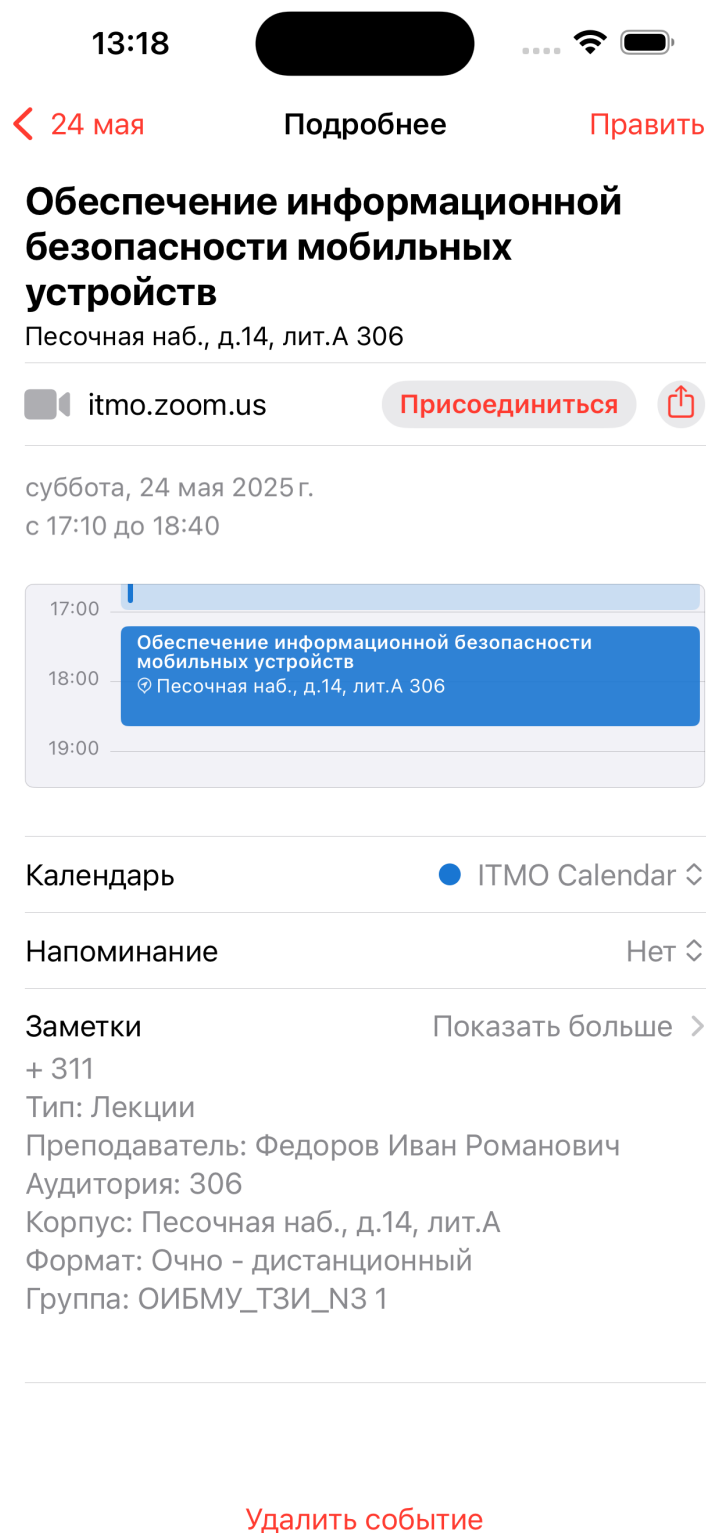 13:18
24 мая
Подробнее
Править
Обеспечение информационной
безопасности мобильных
устройств
Песочная наб., д.14, лит.А 306
itmo.zoom.us
Присоединиться
суббота, 24 мая 2025 г.
с 17:10 до 18:40
17:00
Обеспечение информационной безопасности
мобильных устройств
18:00
Песочная наб., д.14, лит.А 306
19:00
Календарь
ITMO Calendar
Напоминание
Нет
Заметки
Показать больше
+ 311
Тип: Лекции
Преподаватель: Федоров Иван Романович
Аудитория: 306
Корпус: Песочная наб., д.14, лит.А
Формат: Очно - дистанционный
Группа: ОИБМУ_ТЗИ_N3 1
Удалить событие